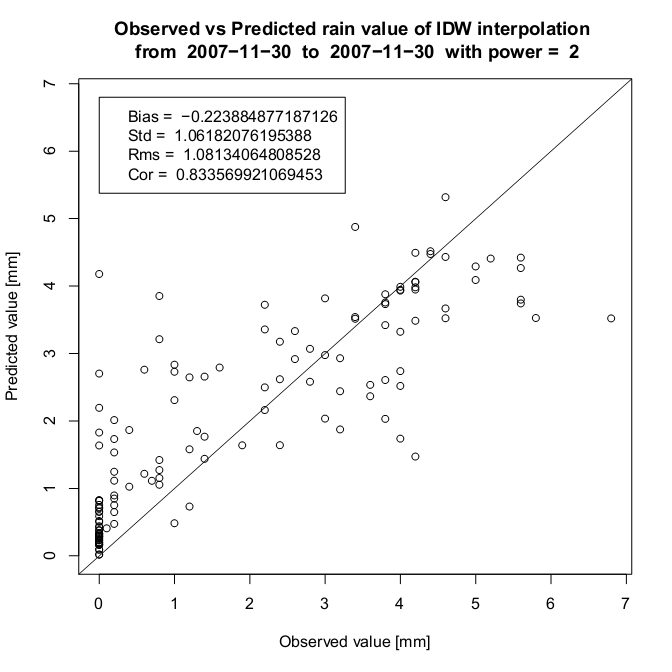 Observed vs Predicted rain value of IDW interpolation
from 2007−11−30 to 2007−11−30 with power = 2
7
6
5
4
3
2
1
0
Predicted value [mm]
Bias = −0.223884877187126
Std = 1.06182076195388
Rms = 1.08134064808528
Cor = 0.833569921069453
0 1 2 3 4 5 6 7
Observed value [mm]